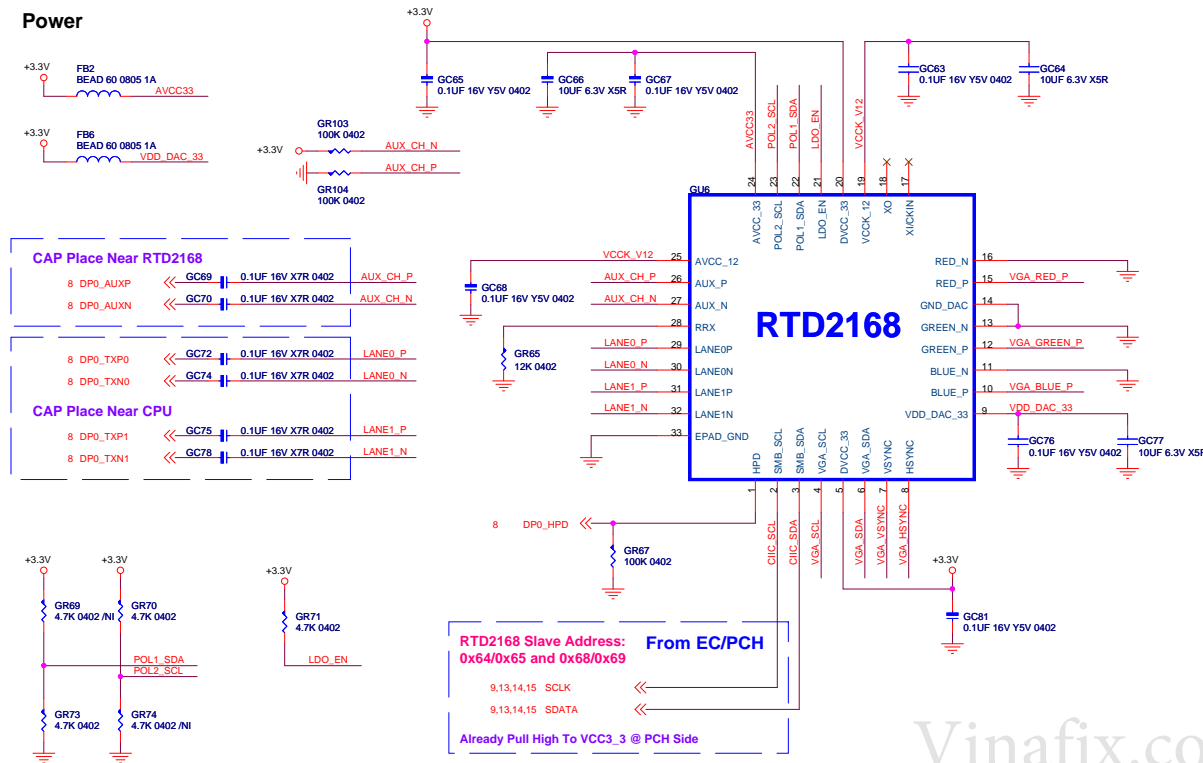 Power
+3.3V
FB2
BEAD 60 0805 1A
AVCC33
+3.3V
FB6
BEAD 60 0805 1A
VDD_DAC_33
GR103
100K 0402
+3.3V
AUX_CH_N
AUX_CH_P
GR104
100K 0402
+3.3V
GC65
0.1UF 16V Y5V 0402
GC66
10UF 6.3V X5R
GC67
0.1UF 16V Y5V 0402
GC63
0.1UF 16V Y5V 0402
GC64
10UF 6.3V X5R
AVCC33
POL2_SCL
POL1_SDA
LDO_EN
VCCK_V12
24
23
22
21
20
19
18
17
GU6
AVCC_33
POL2_SCL
POL1_SDA
LDO_EN
DVCC_33
VCCK_12
XO
XI/CKIN
CAP Place Near RTD2168
8 DP0_AUXP
GC69
0.1UF 16V X7R 0402
AUX_CH_P
8 DP0_AUXN
GC70
0.1UF 16V X7R 0402
AUX_CH_N
8 DP0_TXP0
GC72
0.1UF 16V X7R 0402
LANE0_P
8 DP0_TXN0
GC74
0.1UF 16V X7R 0402
LANE0_N
CAP Place Near CPU
8 DP0_TXP1
GC75
0.1UF 16V X7R 0402
LANE1_P
8 DP0_TXN1
GC78
0.1UF 16V X7R 0402
LANE1_N
VCCK_V12
25
AVCC_12
GC68
0.1UF 16V Y5V 0402
AUX_CH_P
26
AUX_P
AUX_CH_N
27
AUX_N
28
RRX
GR65
12K 0402
LANE0_P
29
LANE0P
LANE0_N
30
LANE0N
LANE1_P
31
LANE1P
LANE1_N
32
LANE1N
33
EPAD_GND
RTD2168
RED_N
16
RED_P
15
VGA_RED_P
GND_DAC
14
GREEN_N
13
GREEN_P
12
VGA_GREEN_P
BLUE_N
11
BLUE_P
10
VGA_BLUE_P
VDD_DAC_33
9
VDD_DAC_33
GC76
0.1UF 16V Y5V 0402
GC77
10UF 6.3V X5R
HPD
SMB_SCL
SMB_SDA
VGA_SCL
DVCC_33
VGA_SDA
VSYNC
HSYNC
1
2
3
4
5
6
7
8
8 DP0_HPD
GR67
100K 0402
CIIC_SCL
CIIC_SDA
VGA_SCL
VGA_SDA
VGA_VSYNC
VGA_HSYNC
+3.3V
GC81
0.1UF 16V Y5V 0402
+3.3V
+3.3V
+3.3V
GR69
4.7K 0402 /NI
GR70
4.7K 0402
GR71
4.7K 0402
POL1_SDA
POL2_SCL
LDO_EN
GR73
4.7K 0402
GR74
4.7K 0402 /NI
RTD2168 Slave Address:
0x64/0x65 and 0x68/0x69
From EC/PCH
9,13,14,15 SCLK
9,13,14,15 SDATA
Already Pull High To VCC3_3 @ PCH Side
Vinafix.co